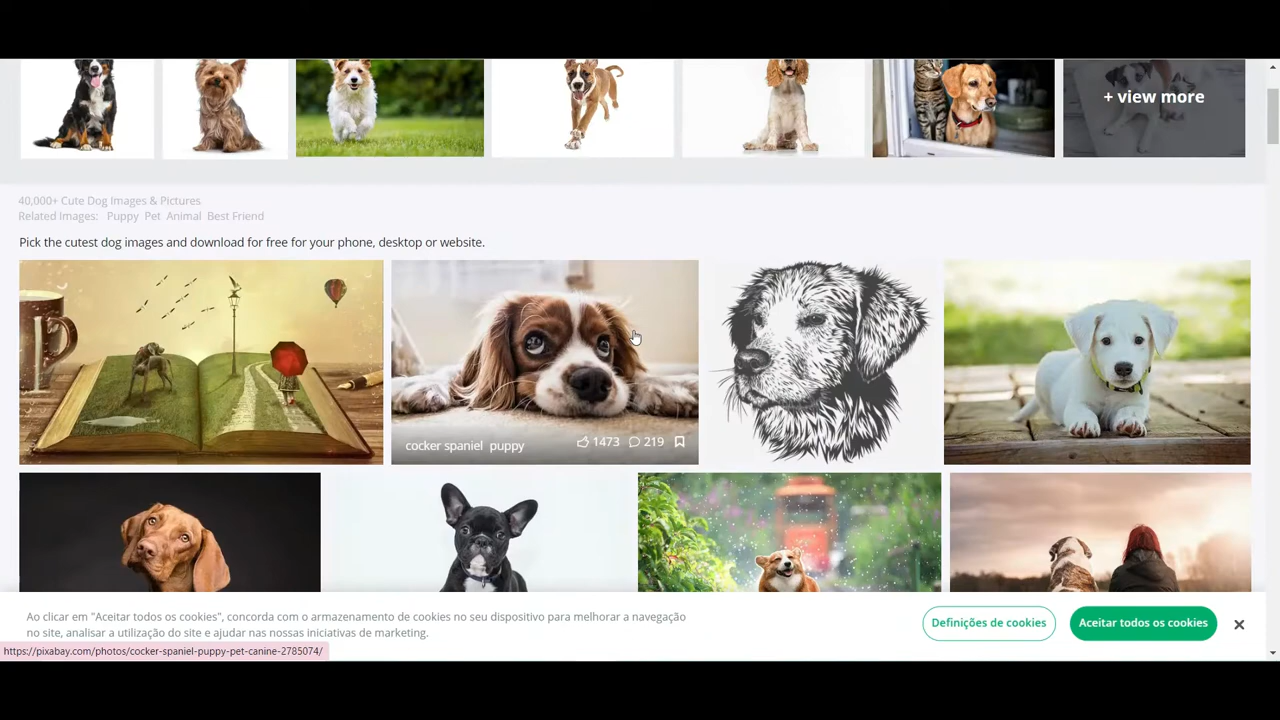 + view more
40,000+ Cute Dog Images & Pictures
Related Images: Puppy Pet Animal Best Friend
Pick the cutest dog images and download for free for your phone, desktop or website.
cocker spaniel puppy 1473 219
Ao clicar em "Aceitar todos os cookies", concorda com o armazenamento de cookies no seu dispositivo para melhorar a navegação
no site, analisar a utilização do site e ajudar nas nossas iniciativas de marketing.
Definições de cookies
Aceitar todos os cookies
https://pixabay.com/photos/cocker-spaniel-puppy-pet-canine-2785074/